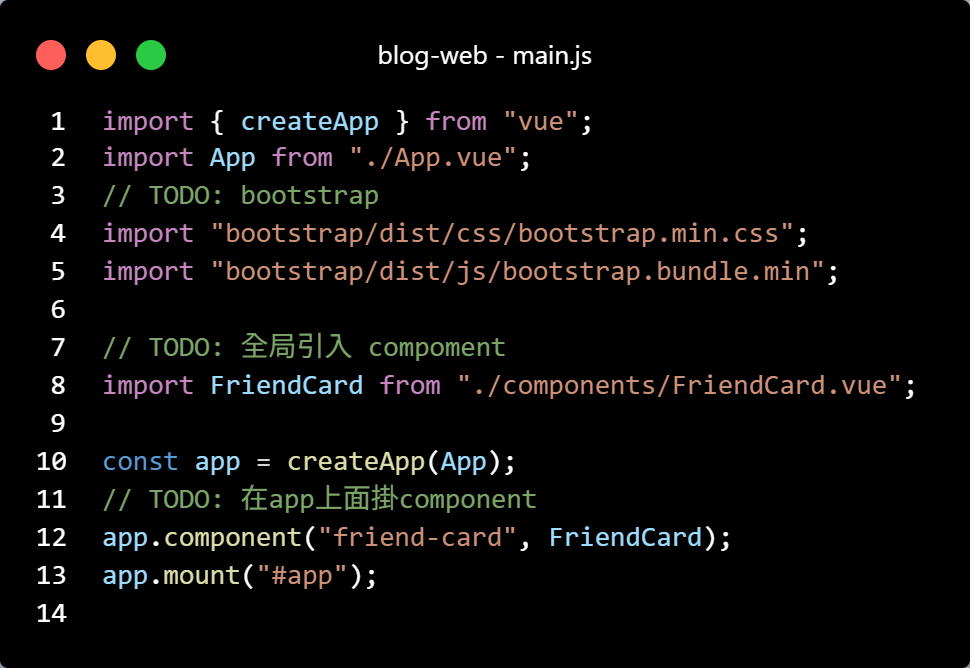 blog-web - main.js
1 import { createApp } from "vue";
2 import App from "./App.vue";
3 // TODO: bootstrap
4 import "bootstrap/dist/css/bootstrap.min.css";
5 import "bootstrap/dist/js/bootstrap.bundle.min";
6
7 // TODO: 全局引入 compoment
8 import FriendCard from "./components/FriendCard.vue";
9
10 const app = createApp(App);
11 // TODO: 在app上面掛component
12 app.component("friend-card", FriendCard);
13 app.mount("#app");
14